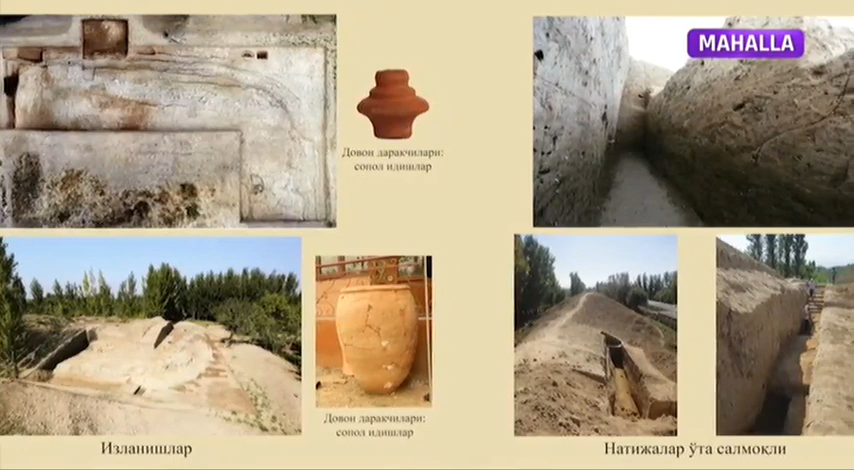 MAHALLA
Довон даракчилари:
сопол идишлар
Довон даракчилари:
сопол идишлар
Изланишлар
Натижалар ўта салмоқли